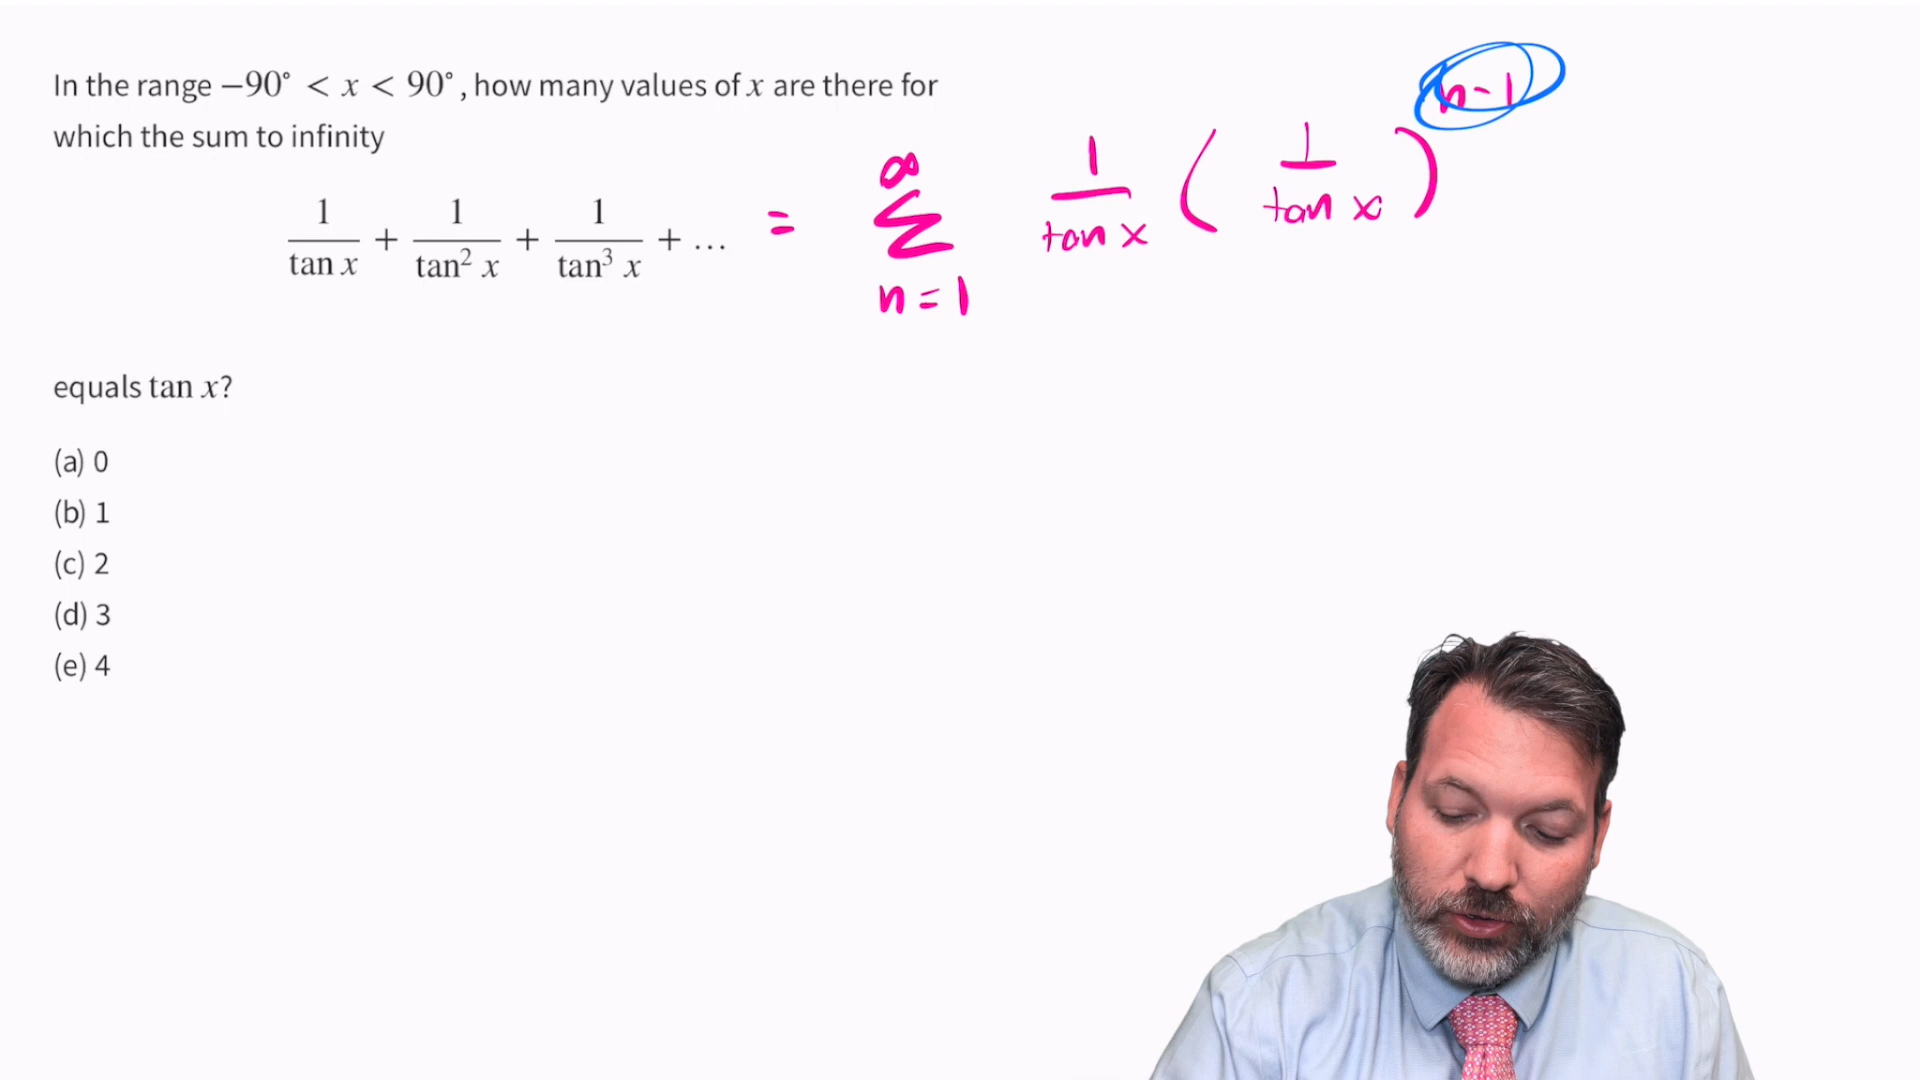 In the range −90° < x < 90°, how many values of x are there for
which the sum to infinity
1/tan x + 1/tan² x + 1/tan³ x + ... = ∞ Σ n = 1 1/tan x ( 1/tan x ) n-1
equals tan x?
(a) 0
(b) 1
(c) 2
(d) 3
(e) 4